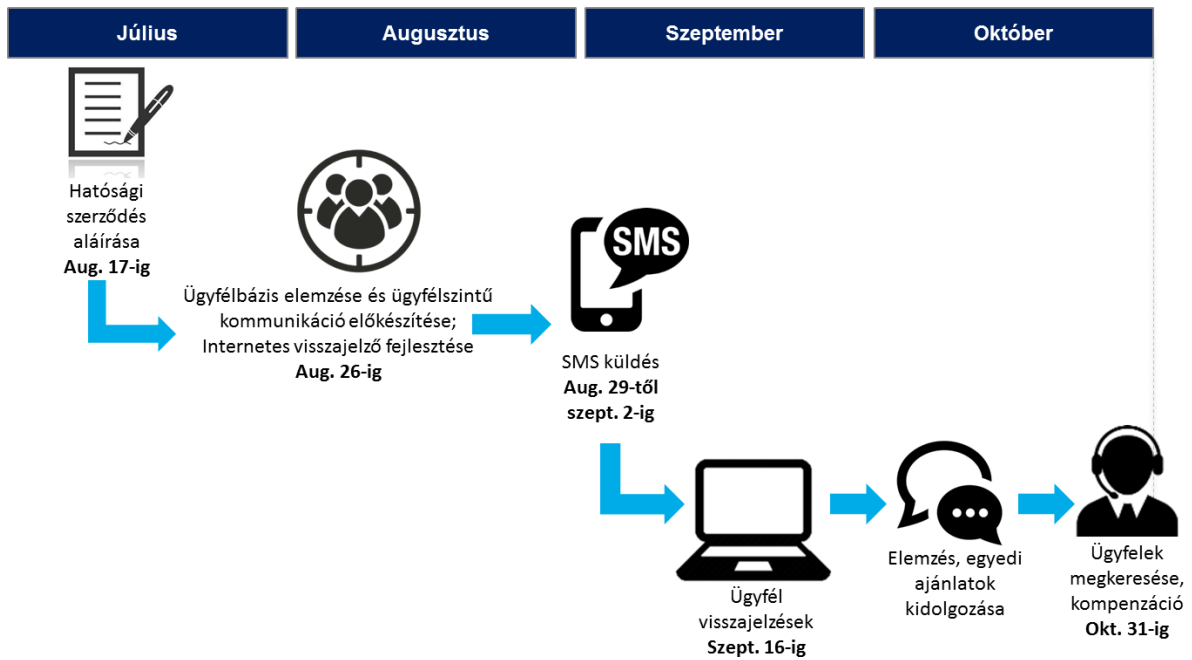 Július
Augusztus
Szeptember
Október
Hatósági
szerződés
aláírása
Aug. 17-ig
Ügyfélbázis elemzése és ügyfélszintű
kommunikáció előkészítése;
Internetes visszajelző fejlesztése
Aug. 26-ig
SMS
SMS küldés
Aug. 29-től
szept. 2-ig
Ügyfél
visszajelzések
Szept. 16-ig
Elemzés, egyedi
ajánlatok
kidolgozása
Ügyfelek
megkeresése,
kompenzáció
Okt. 31-ig